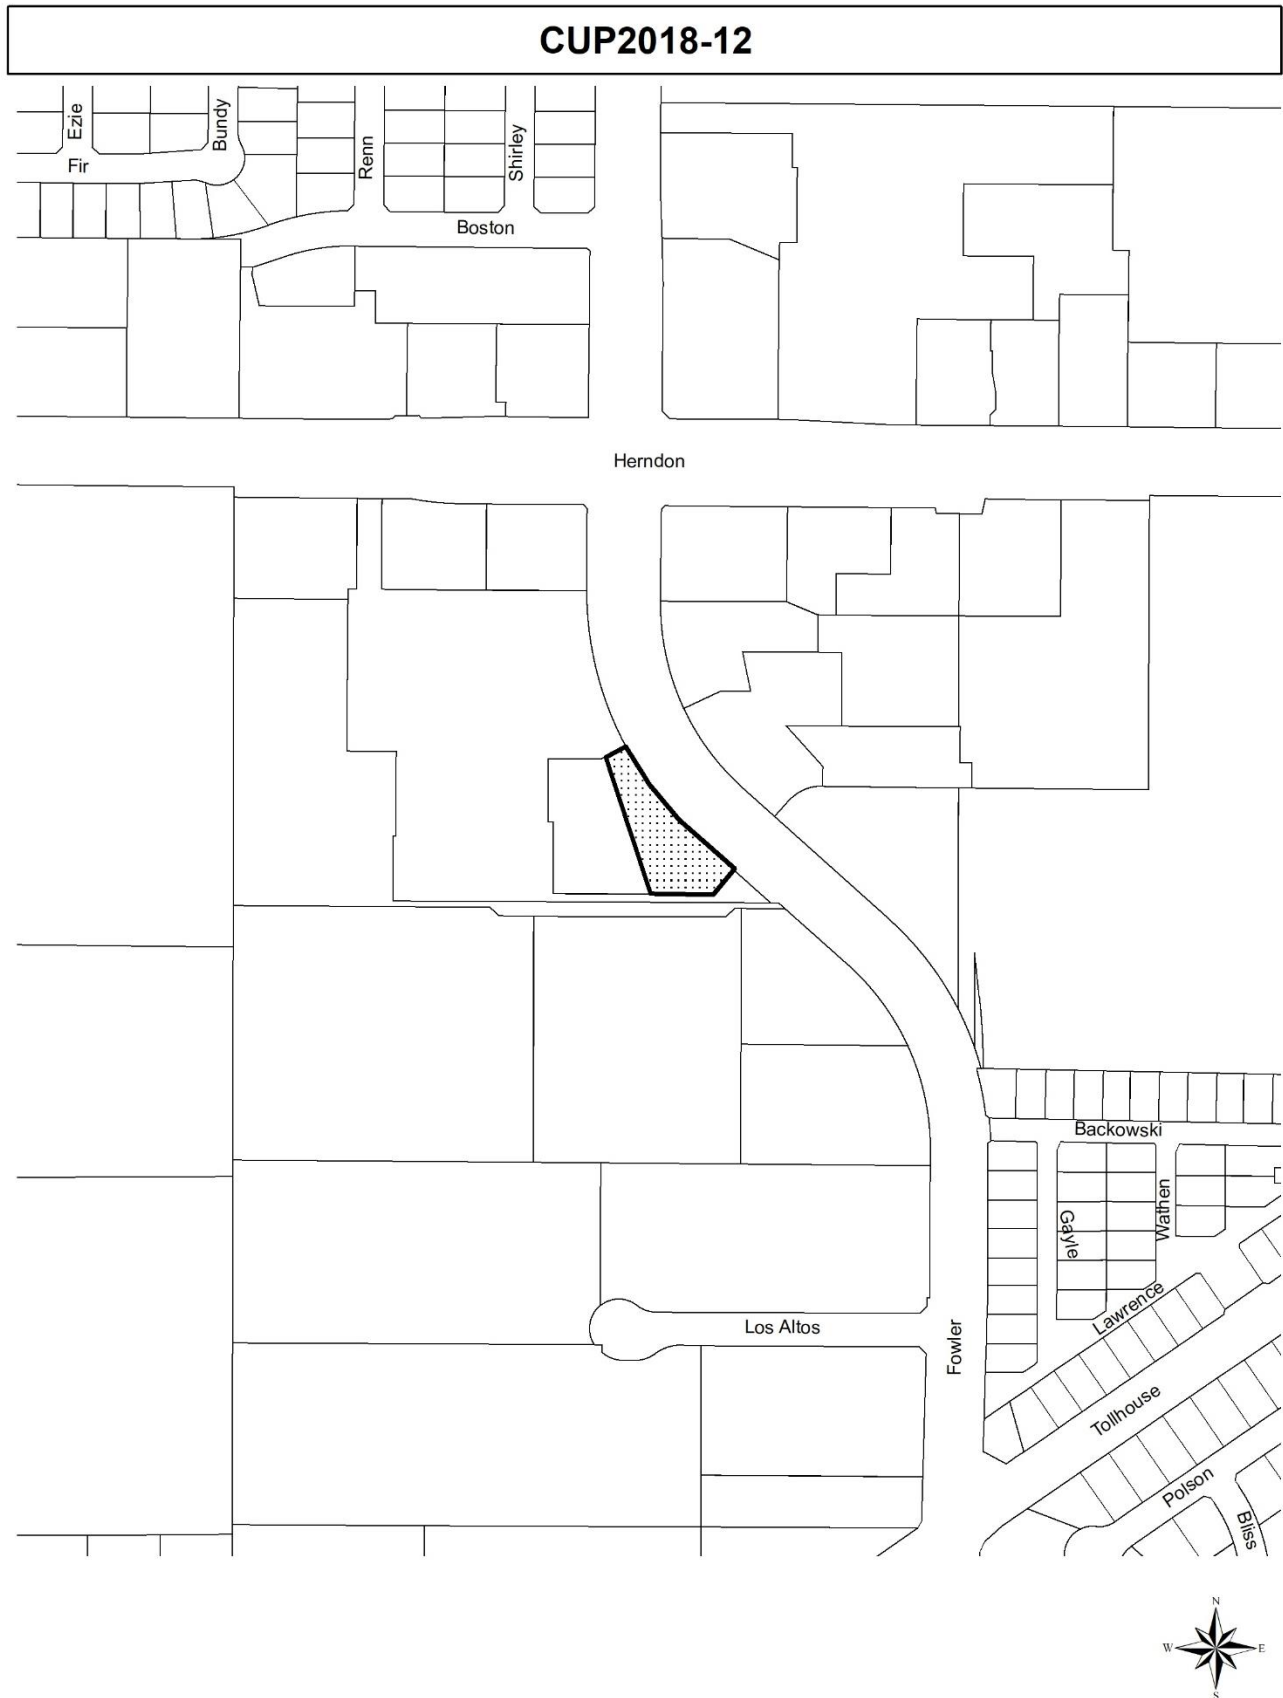 CUP2018-12
Ezie
Bundy
Renn
Shirley
Fir
Boston
Herndon
Backowski
Gayle
Wathen
Lawrence
Los Altos
Fowler
Tollhouse
Polson
Bliss
N
W E
S